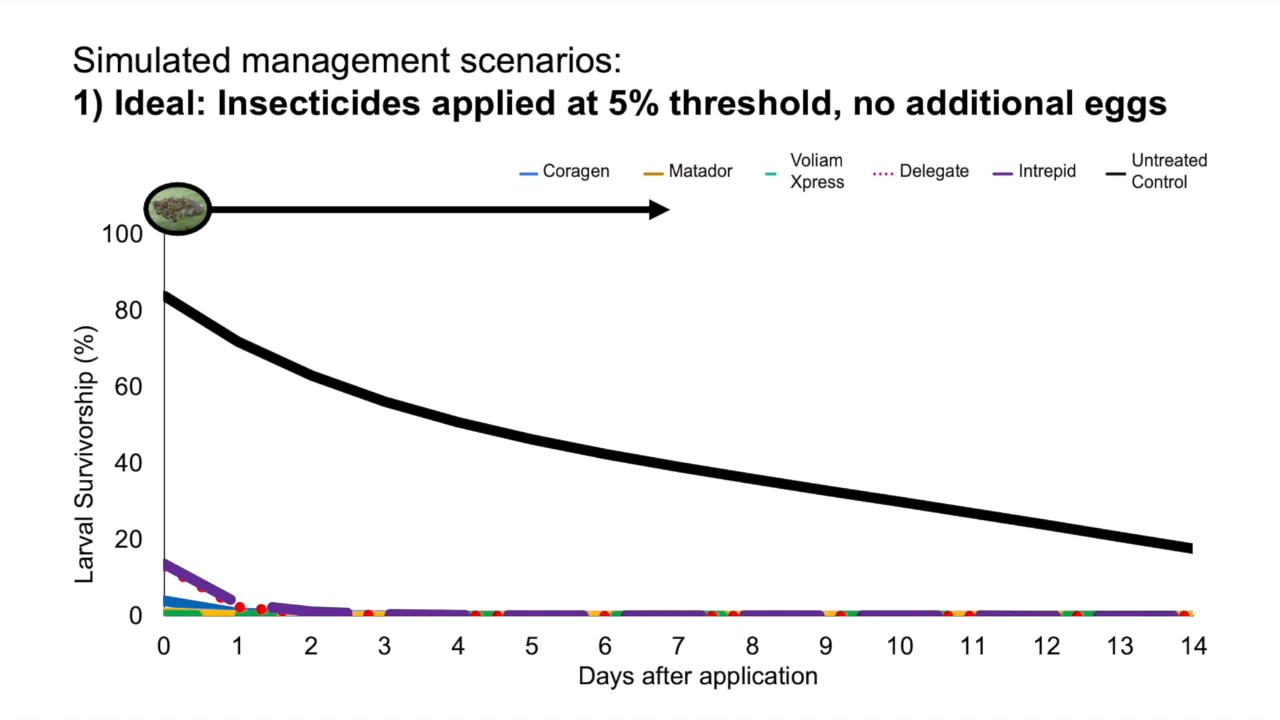 Simulated management scenarios:
1) Ideal: Insecticides applied at 5% threshold, no additional eggs
Coragen
Matador
Voliam
Xpress
Delegate
Intrepid
Untreated
Control
100
80
60
40
20
0
Larval Survivorship (%)
0 1 2 3 4 5 6 7 8 9 10 11 12 13 14
Days after application